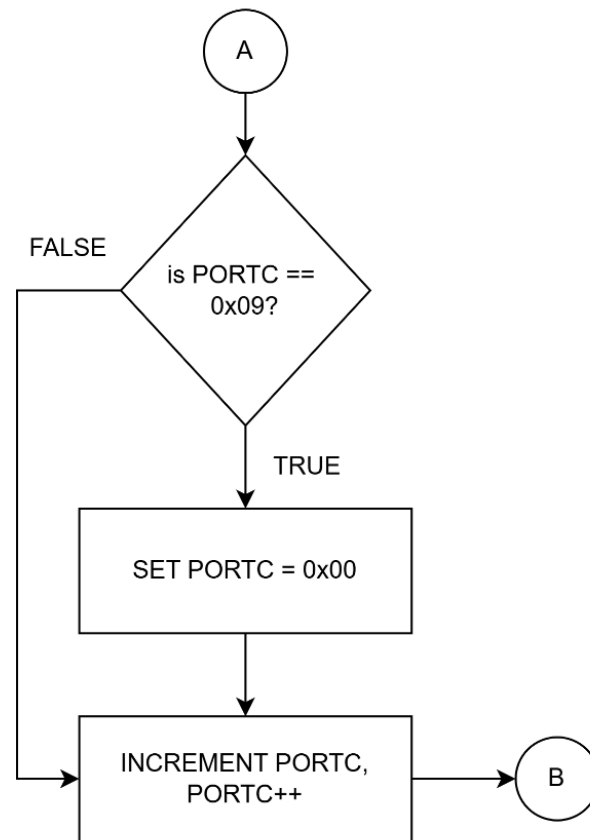 A
FALSE
is PORTC ==
0x09?
TRUE
SET PORTC = 0x00
INCREMENT PORTC,
PORTC++
B